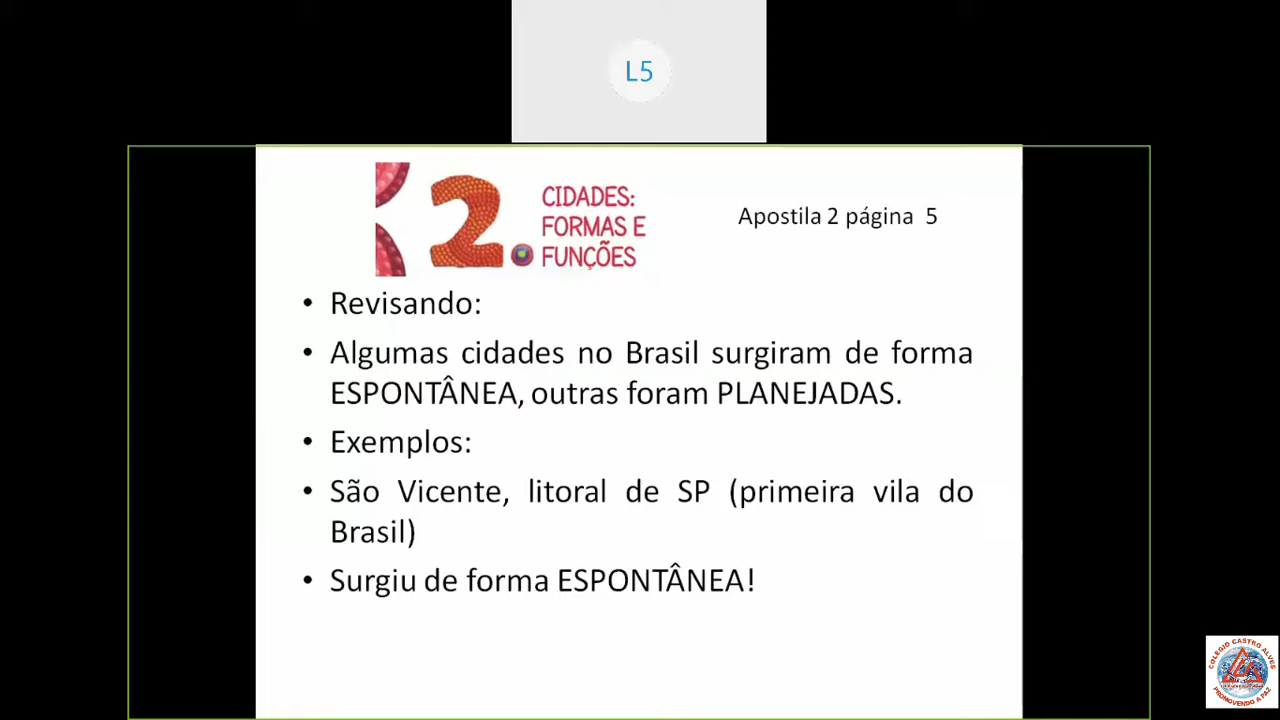 L5
2.
CIDADES:
FORMAS E
FUNÇÕES
Apostila 2 página 5
• Revisando:
• Algumas cidades no Brasil surgiram de forma
ESPONTÂNEA, outras foram PLANEJADAS.
• Exemplos:
• São Vicente, litoral de SP (primeira vila do
Brasil)
• Surgiu de forma ESPONTÂNEA!
COLÉGIO CASTRO ALVES
PROMOVENDO A PAZ